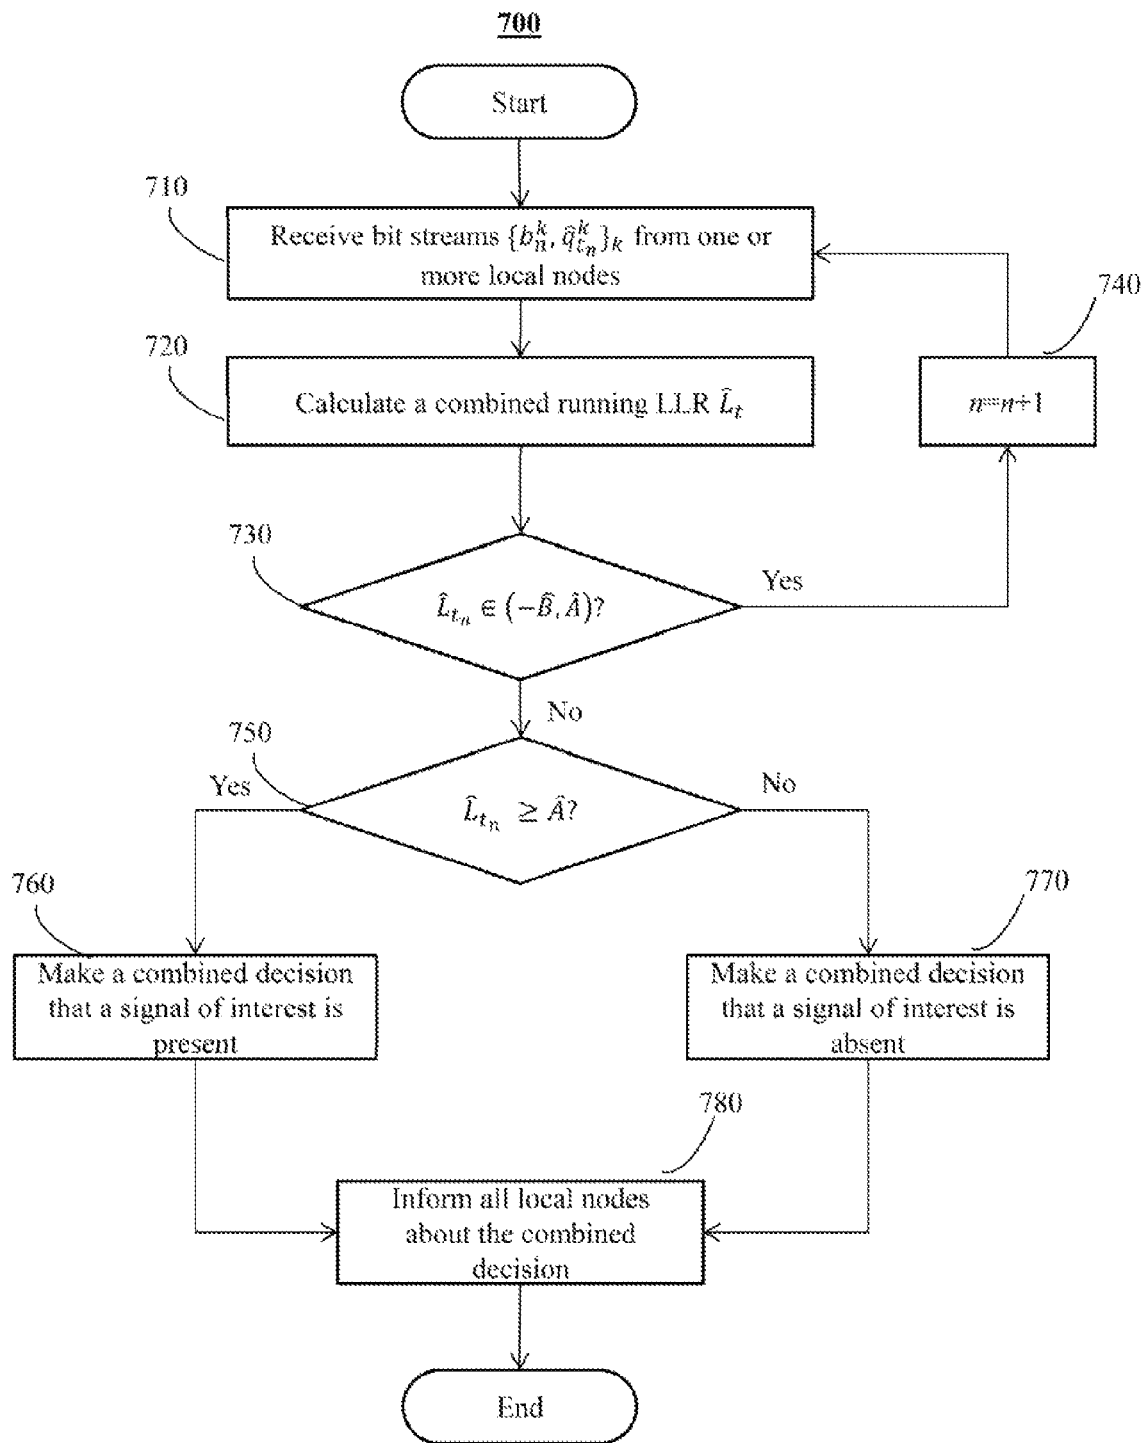 700
Start
710
Receive bit streams {b_n^k, q̂_{t_n}^k}_k from one or
more local nodes
740
720
Calculate a combined running LLR L̂_t
n=n+1
730
Yes
L̂_{t_n} ∈ (−B̂, Â)?
No
750
Yes
No
L̂_{t_n} ≥ Â?
760
770
Make a combined decision
that a signal of interest is
present
Make a combined decision
that a signal of interest is
absent
780
Inform all local nodes
about the combined
decision
End